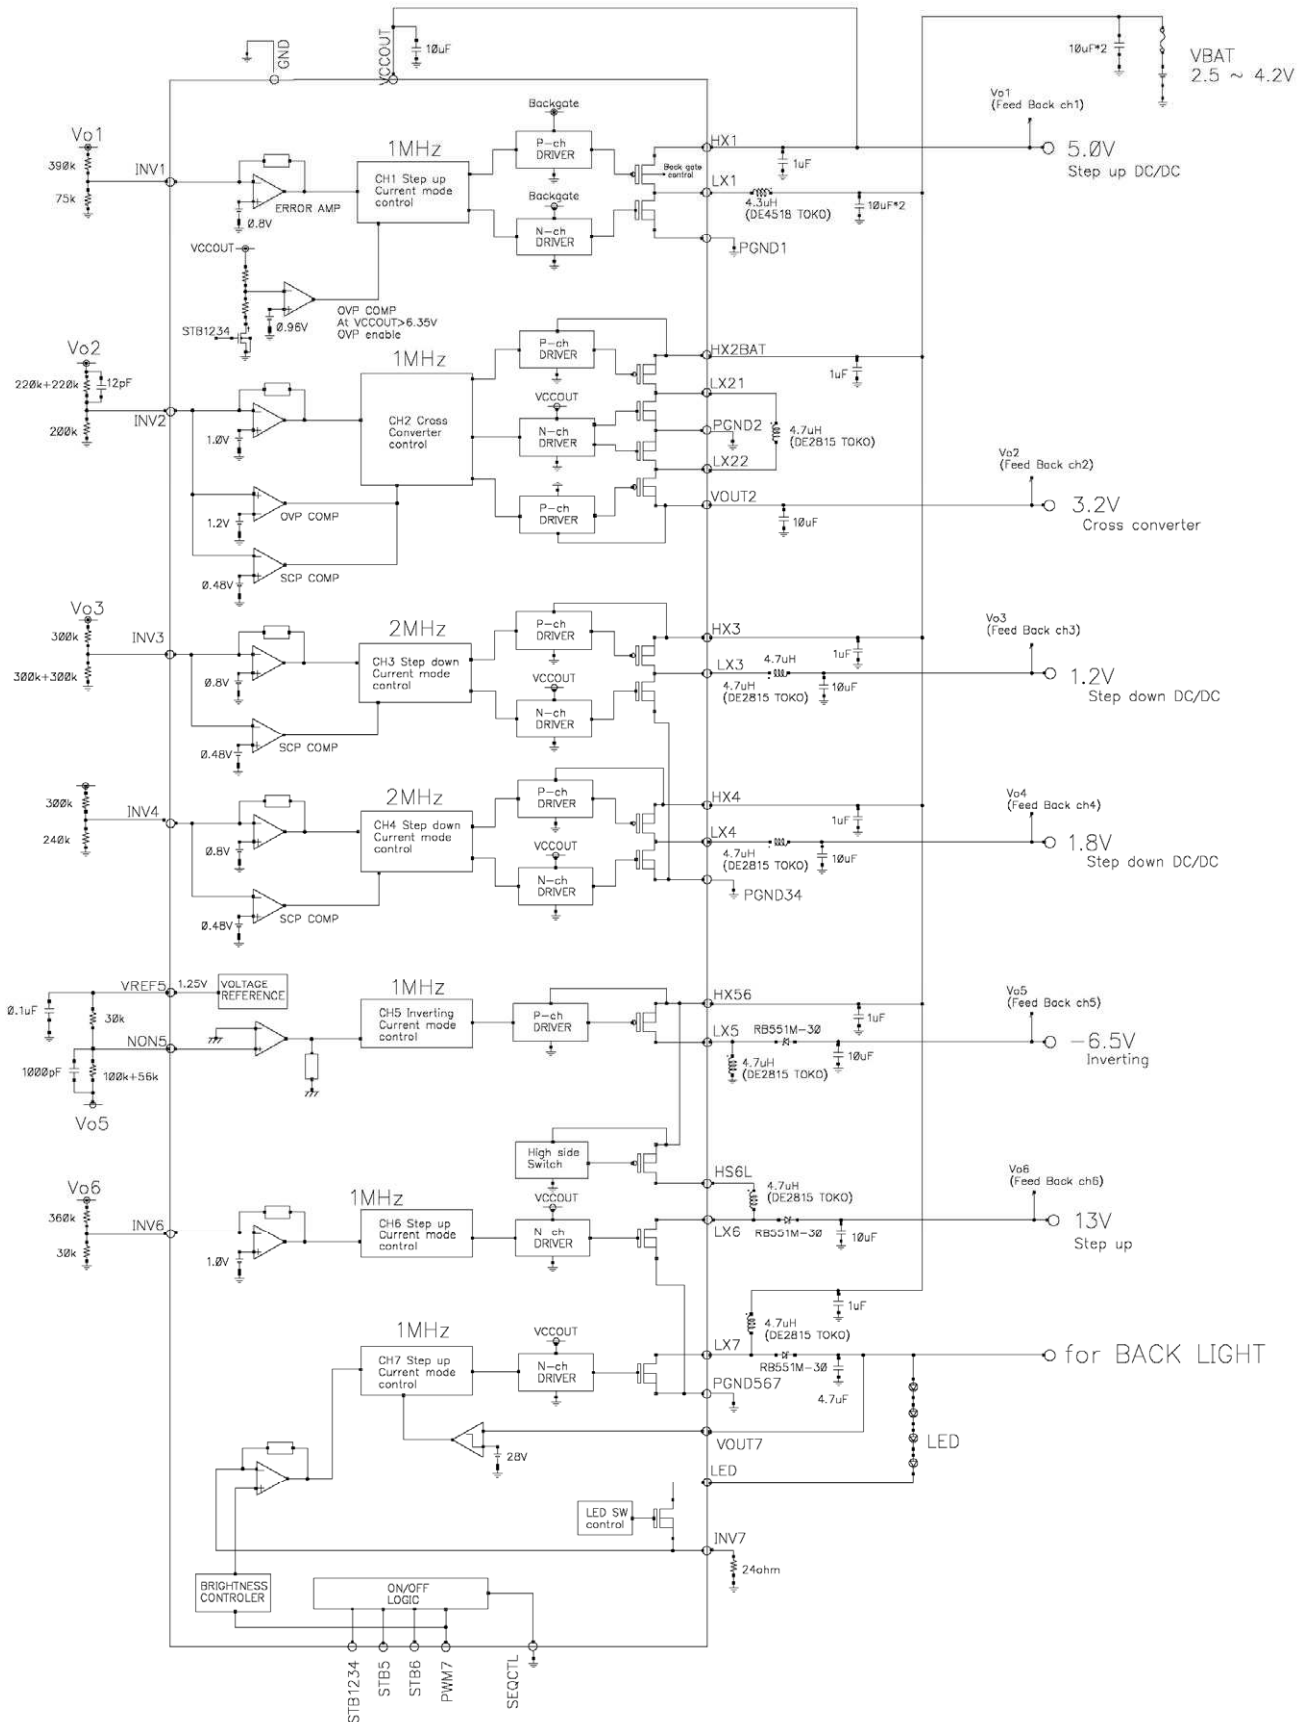 GND
VCCOUT
10uF
10uF*2
VBAT
2.5 ~ 4.2V
Vo1
(Feed Back ch1)
Backgate
P-ch
DRIVER
HX1
5.0V
Step up DC/DC
1uF
Vo1
390k
75k
INV1
0.8V
ERROR AMP
1MHz
CH1 Step up
Current mode
control
Back gate
control
LX1
4.3uH
(DE4518 TOKO)
10uF*2
Backgate
N-ch
DRIVER
PGND1
VCCOUT
STB1234
0.96V
OVP COMP
At VCCOUT>6.35V
OVP enable
Vo2
220k+220k
12pF
200k
INV2
1.0V
1MHz
CH2 Cross
Converter
control
P-ch
DRIVER
HX2BAT
1uF
LX21
VCCOUT
N-ch
DRIVER
PGND2
4.7uH
(DE2815 TOKO)
LX22
P-ch
DRIVER
VOUT2
10uF
Vo2
(Feed Back ch2)
3.2V
Cross converter
1.2V
OVP COMP
0.48V
SCP COMP
Vo3
300k
300k+300k
INV3
0.8V
2MHz
CH3 Step down
Current mode
control
P-ch
DRIVER
HX3
1uF
Vo3
(Feed Back ch3)
LX3
4.7uH
4.7uH
(DE2815 TOKO)
10uF
1.2V
Step down DC/DC
VCCOUT
N-ch
DRIVER
0.48V
SCP COMP
300k
240k
INV4
0.8V
2MHz
CH4 Step down
Current mode
control
P-ch
DRIVER
HX4
1uF
Vo4
(Feed Back ch4)
LX4
4.7uH
(DE2815 TOKO)
10uF
1.8V
Step down DC/DC
VCCOUT
N-ch
DRIVER
PGND34
0.48V
SCP COMP
VREF5
1.25V
VOLTAGE
REFERENCE
0.1uF
30k
NON5
1000pF
100k+56k
Vo5
1MHz
CH5 Inverting
Current mode
control
P-ch
DRIVER
HX56
1uF
Vo5
(Feed Back ch5)
LX5
RB551M-30
4.7uH
(DE2815 TOKO)
10uF
-6.5V
Inverting
High side
Switch
HS6L
4.7uH
(DE2815 TOKO)
Vo6
(Feed Back ch6)
Vo6
360k
30k
INV6
1.0V
1MHz
CH6 Step up
Current mode
control
VCCOUT
N ch
DRIVER
LX6
RB551M-30
10uF
13V
Step up
1uF
4.7uH
(DE2815 TOKO)
1MHz
CH7 Step up
Current mode
control
VCCOUT
N-ch
DRIVER
LX7
RB551M-30
4.7uF
for BACK LIGHT
PGND567
28V
VOUT7
LED
LED
LED SW
control
INV7
24ohm
BRIGHTNESS
CONTROLER
ON/OFF
LOGIC
STB1234
STB5
STB6
PWM7
SEQCTL